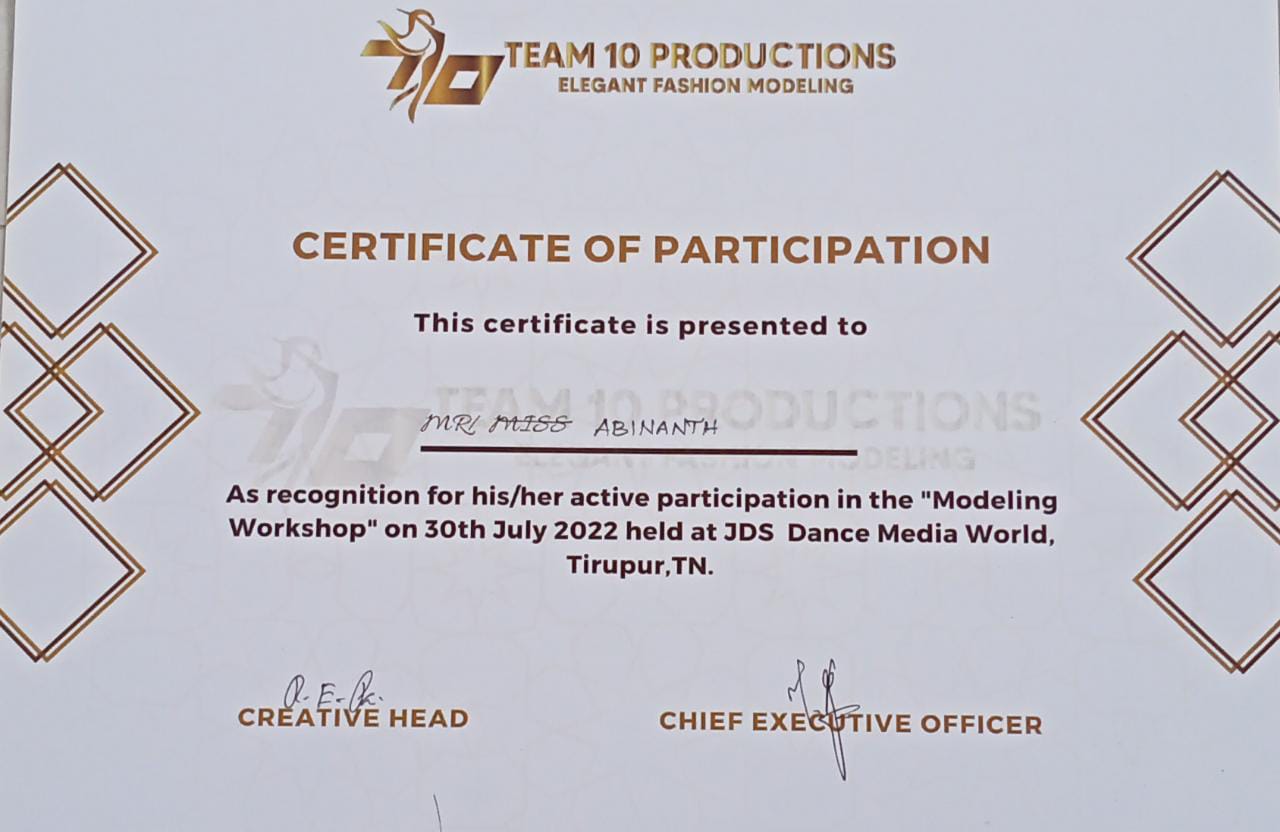 TEAM 10 PRODUCTIONS
ELEGANT FASHION MODELING
CERTIFICATE OF PARTICIPATION
This certificate is presented to
TEAM 10 PRODUCTIONS
MR/ MISS ABINANTH
ELEGANT FASHION MODELING
As recognition for his/her active participation in the "Modeling
Workshop" on 30th July 2022 held at JDS Dance Media World,
Tirupur,TN.
CREATIVE HEAD
CHIEF EXECUTIVE OFFICER